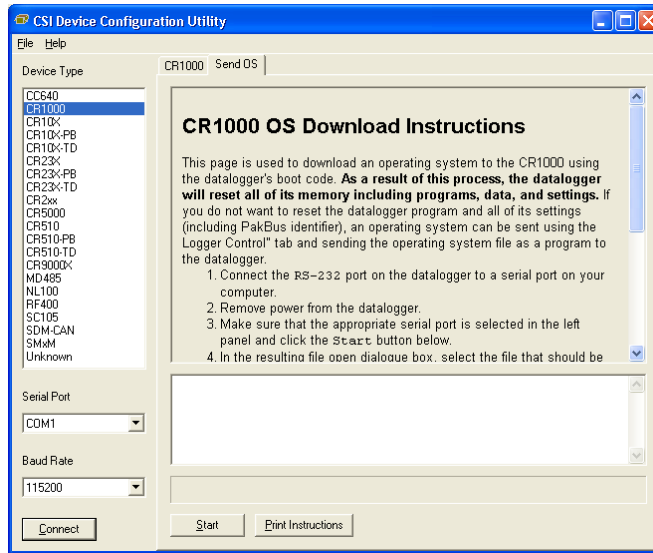 CSI Device Configuration Utility
File Help
Device Type
CC640
CR1000
CR10X
CR10X-PB
CR10X-TD
CR23X
CR23X-PB
CR23X-TD
CR2xx
CR5000
CR510
CR510-PB
CR510-TD
CR9000X
MD485
NL100
RF400
SC105
SDM-CAN
SMxM
Unknown
Serial Port
COM1
Baud Rate
115200
Connect
CR1000 Send OS
CR1000 OS Download Instructions
This page is used to download an operating system to the CR1000 using
the datalogger's boot code. As a result of this process, the datalogger
will reset all of its memory including programs, data, and settings. If
you do not want to reset the datalogger program and all of its settings
(including PakBus identifier), an operating system can be sent using the
Logger Control" tab and sending the operating system file as a program to
the datalogger.
1. Connect the RS-232 port on the datalogger to a serial port on your
computer.
2. Remove power from the datalogger.
3. Make sure that the appropriate serial port is selected in the left
panel and click the Start button below.
4. In the resulting file open dialogue box, select the file that should be
Start Print Instructions